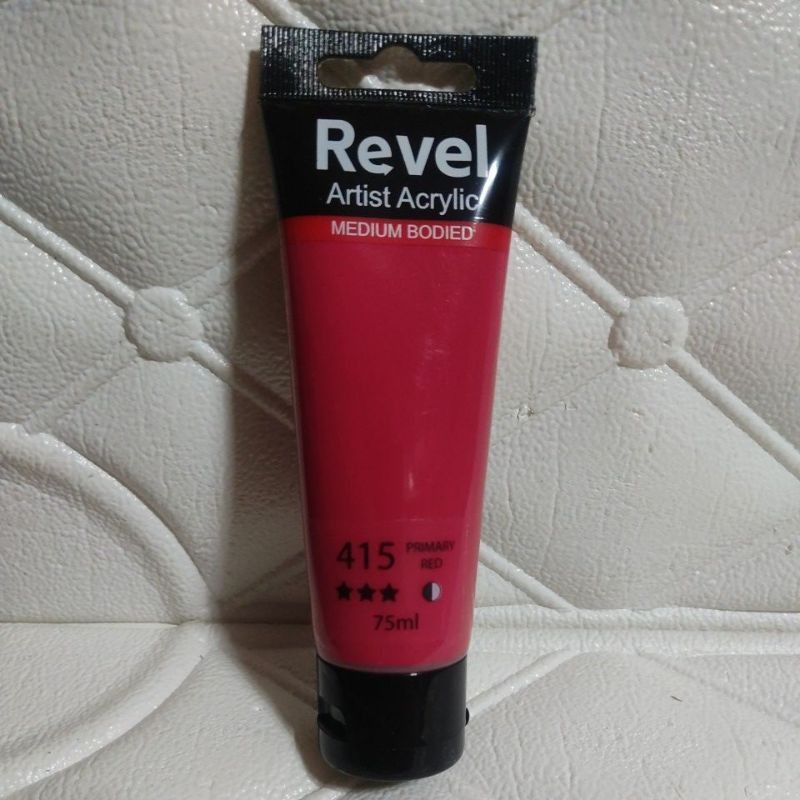 Revel
Artist Acrylic
MEDIUM BODIED
415 PRIMARY
RED
75ml